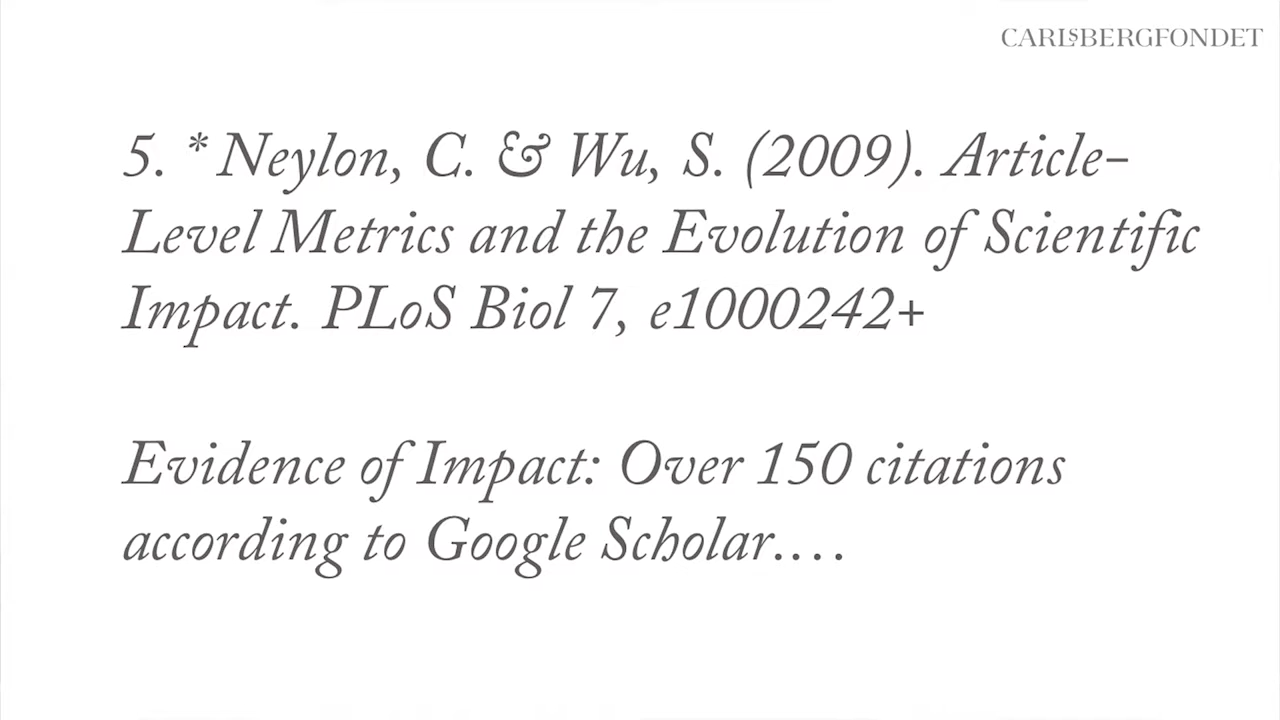 CARLSBERGFONDET
5. * Neylon, C. & Wu, S. (2009). Article-
Level Metrics and the Evolution of Scientific
Impact. PLoS Biol 7, e1000242+
Evidence of Impact: Over 150 citations
according to Google Scholar....